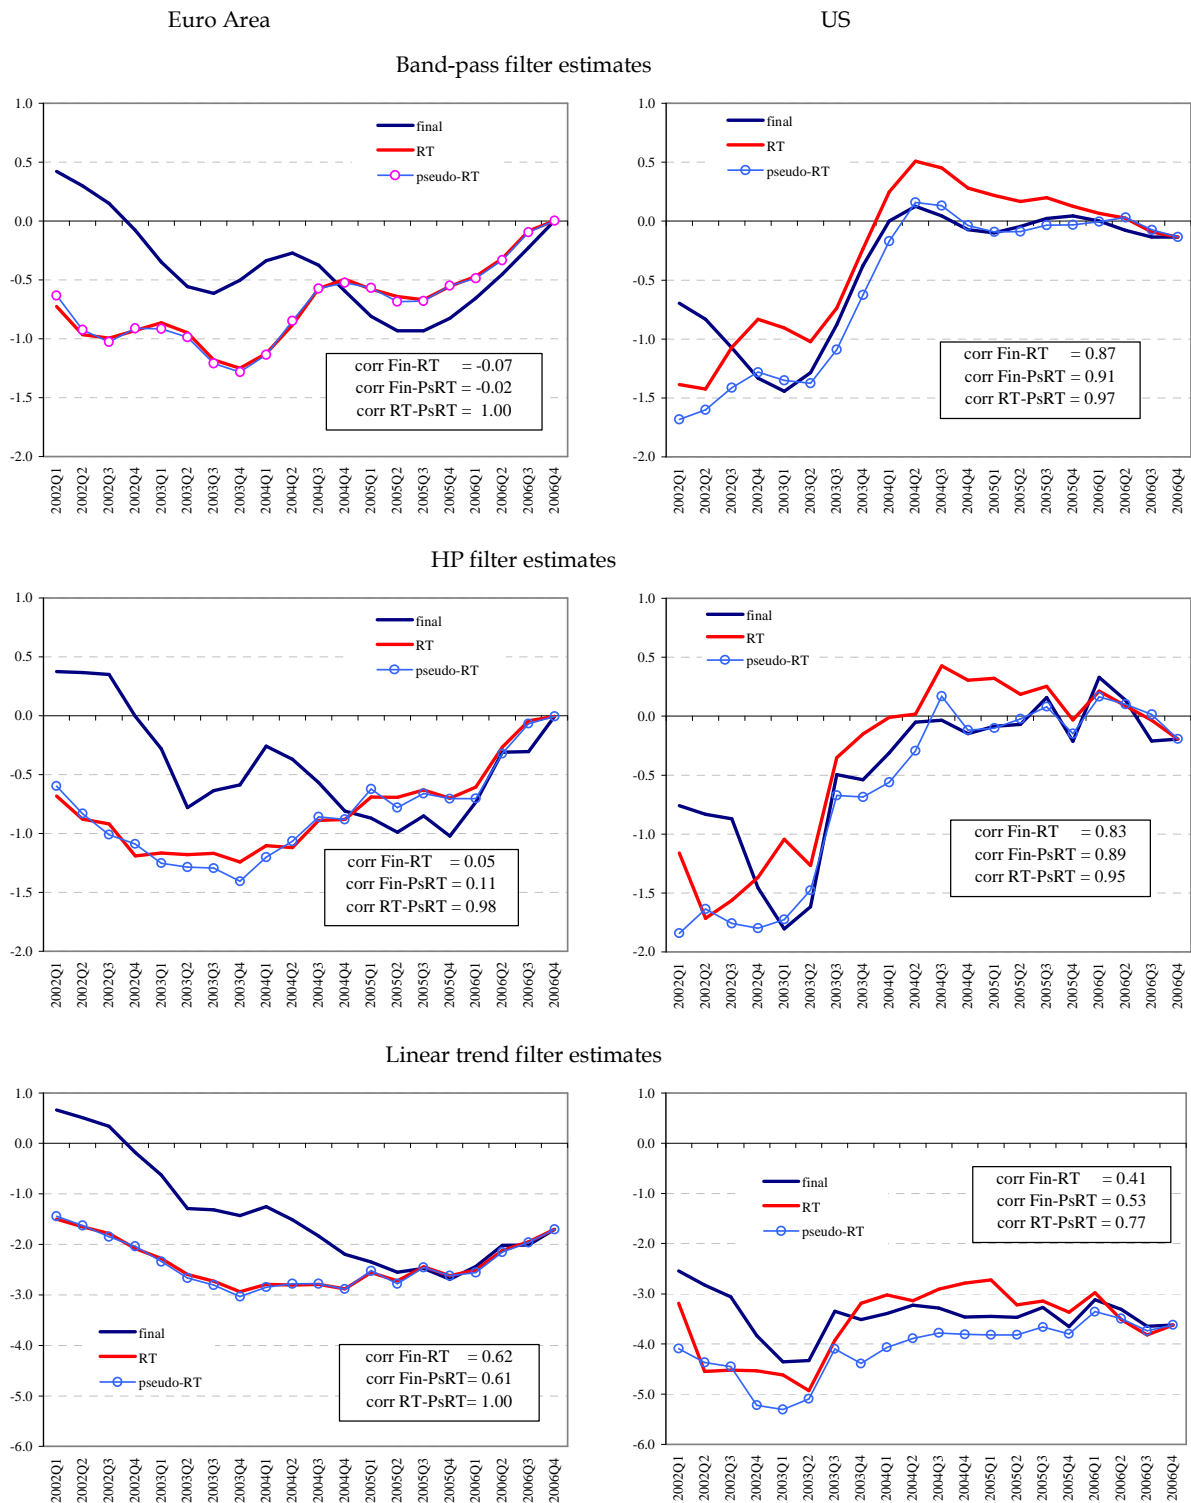 Euro Area
US
Band-pass filter estimates
1.0
0.5
0.0
-0.5
-1.0
-1.5
-2.0
final
RT
pseudo-RT
corr Fin-RT = -0.07
corr Fin-PsRT = -0.02
corr RT-PsRT = 1.00
2002Q1
2002Q2
2002Q3
2002Q4
2003Q1
2003Q2
2003Q3
2003Q4
2004Q1
2004Q2
2004Q3
2004Q4
2005Q1
2005Q2
2005Q3
2005Q4
2006Q1
2006Q2
2006Q3
2006Q4
1.0
0.5
0.0
-0.5
-1.0
-1.5
-2.0
final
RT
pseudo-RT
corr Fin-RT = 0.87
corr Fin-PsRT = 0.91
corr RT-PsRT = 0.97
2002Q1
2002Q2
2002Q3
2002Q4
2003Q1
2003Q2
2003Q3
2003Q4
2004Q1
2004Q2
2004Q3
2004Q4
2005Q1
2005Q2
2005Q3
2005Q4
2006Q1
2006Q2
2006Q3
2006Q4
HP filter estimates
1.0
0.5
0.0
-0.5
-1.0
-1.5
-2.0
final
RT
pseudo-RT
corr Fin-RT = 0.05
corr Fin-PsRT = 0.11
corr RT-PsRT = 0.98
2002Q1
2002Q2
2002Q3
2002Q4
2003Q1
2003Q2
2003Q3
2003Q4
2004Q1
2004Q2
2004Q3
2004Q4
2005Q1
2005Q2
2005Q3
2005Q4
2006Q1
2006Q2
2006Q3
2006Q4
1.0
0.5
0.0
-0.5
-1.0
-1.5
-2.0
final
RT
pseudo-RT
corr Fin-RT = 0.83
corr Fin-PsRT = 0.89
corr RT-PsRT = 0.95
2002Q1
2002Q2
2002Q3
2002Q4
2003Q1
2003Q2
2003Q3
2003Q4
2004Q1
2004Q2
2004Q3
2004Q4
2005Q1
2005Q2
2005Q3
2005Q4
2006Q1
2006Q2
2006Q3
2006Q4
Linear trend filter estimates
1.0
0.0
-1.0
-2.0
-3.0
-4.0
-5.0
-6.0
final
RT
pseudo-RT
corr Fin-RT = 0.62
corr Fin-PsRT = 0.61
corr RT-PsRT= 1.00
2002Q1
2002Q2
2002Q3
2002Q4
2003Q1
2003Q2
2003Q3
2003Q4
2004Q1
2004Q2
2004Q3
2004Q4
2005Q1
2005Q2
2005Q3
2005Q4
2006Q1
2006Q2
2006Q3
2006Q4
1.0
0.0
-1.0
-2.0
-3.0
-4.0
-5.0
-6.0
final
RT
pseudo-RT
corr Fin-RT = 0.41
corr Fin-PsRT = 0.53
corr RT-PsRT = 0.77
2002Q1
2002Q2
2002Q3
2002Q4
2003Q1
2003Q2
2003Q3
2003Q4
2004Q1
2004Q2
2004Q3
2004Q4
2005Q1
2005Q2
2005Q3
2005Q4
2006Q1
2006Q2
2006Q3
2006Q4